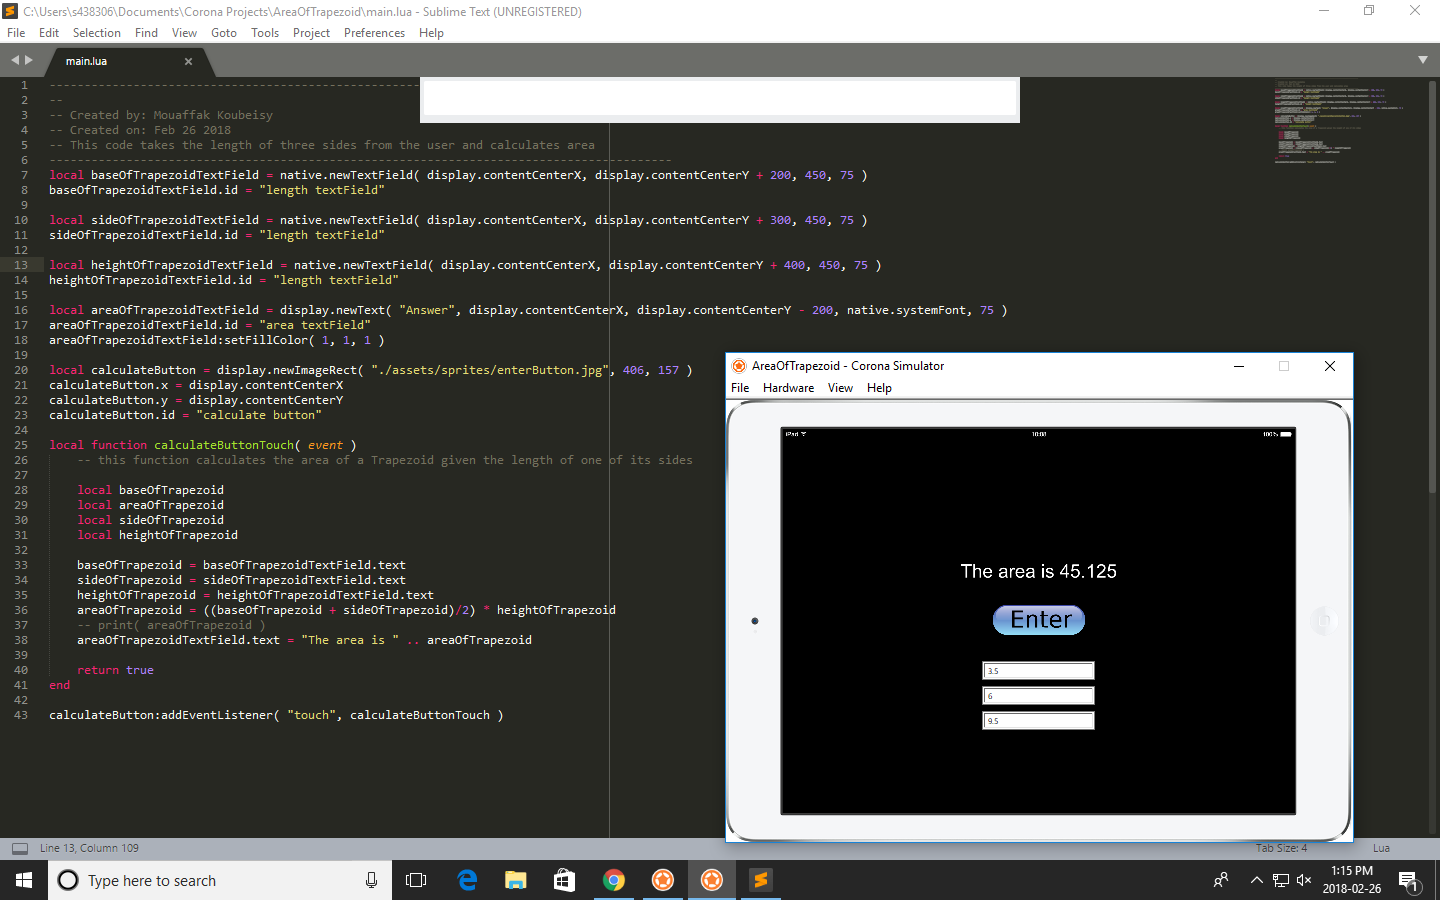 C:\Users\s438306\Documents\Corona Projects\AreaOfTrapezoid\main.lua - Sublime Text (UNREGISTERED)
File Edit Selection Find View Goto Tools Project Preferences Help
main.lua
1 --------------------------------------------------------
2 --
3 -- Created by: Mouaffak Koubeisy
4 -- Created on: Feb 26 2018
5 -- This code takes the length of three sides from the user and calculates area
6 -----------------------------------------------------------------------------------------
7 local baseOfTrapezoidTextField = native.newTextField( display.contentCenterX, display.contentCenterY + 200, 450, 75 )
8 baseOfTrapezoidTextField.id = "length textField"
9
10 local sideOfTrapezoidTextField = native.newTextField( display.contentCenterX, display.contentCenterY + 300, 450, 75 )
11 sideOfTrapezoidTextField.id = "length textField"
12
13 local heightOfTrapezoidTextField = native.newTextField( display.contentCenterX, display.contentCenterY + 400, 450, 75 )
14 heightOfTrapezoidTextField.id = "length textField"
15
16 local areaOfTrapezoidTextField = display.newText( "Answer", display.contentCenterX, display.contentCenterY - 200, native.systemFont, 75 )
17 areaOfTrapezoidTextField.id = "area textField"
18 areaOfTrapezoidTextField:setFillColor( 1, 1, 1 )
19
20 local calculateButton = display.newImageRect( "./assets/sprites/enterButton.jpg", 406, 157 )
21 calculateButton.x = display.contentCenterX
22 calculateButton.y = display.contentCenterY
23 calculateButton.id = "calculate button"
24
25 local function calculateButtonTouch( event )
26 -- this function calculates the area of a Trapezoid given the length of one of its sides
27
28 local baseOfTrapezoid
29 local areaOfTrapezoid
30 local sideOfTrapezoid
31 local heightOfTrapezoid
32
33 baseOfTrapezoid = baseOfTrapezoidTextField.text
34 sideOfTrapezoid = sideOfTrapezoidTextField.text
35 heightOfTrapezoid = heightOfTrapezoidTextField.text
36 areaOfTrapezoid = ((baseOfTrapezoid + sideOfTrapezoid)/2) * heightOfTrapezoid
37 -- print( areaOfTrapezoid )
38 areaOfTrapezoidTextField.text = "The area is " .. areaOfTrapezoid
39
40 return true
41 end
42
43 calculateButton:addEventListener( "touch", calculateButtonTouch )
AreaOfTrapezoid - Corona Simulator
File Hardware View Help
iPad 10:08 100%
The area is 45.125
Enter
3.5
6
9.5
Line 13, Column 109 Tab Size: 4 Lua
Type here to search
1:15 PM
2018-02-26
1